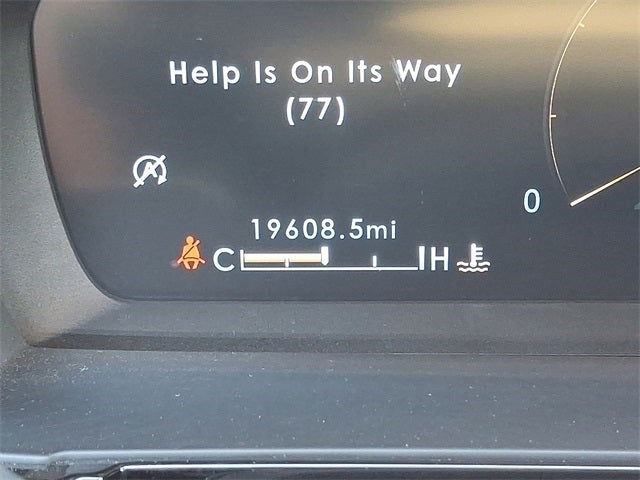 Help Is On Its Way
(77)
A
0
19608.5mi
C H